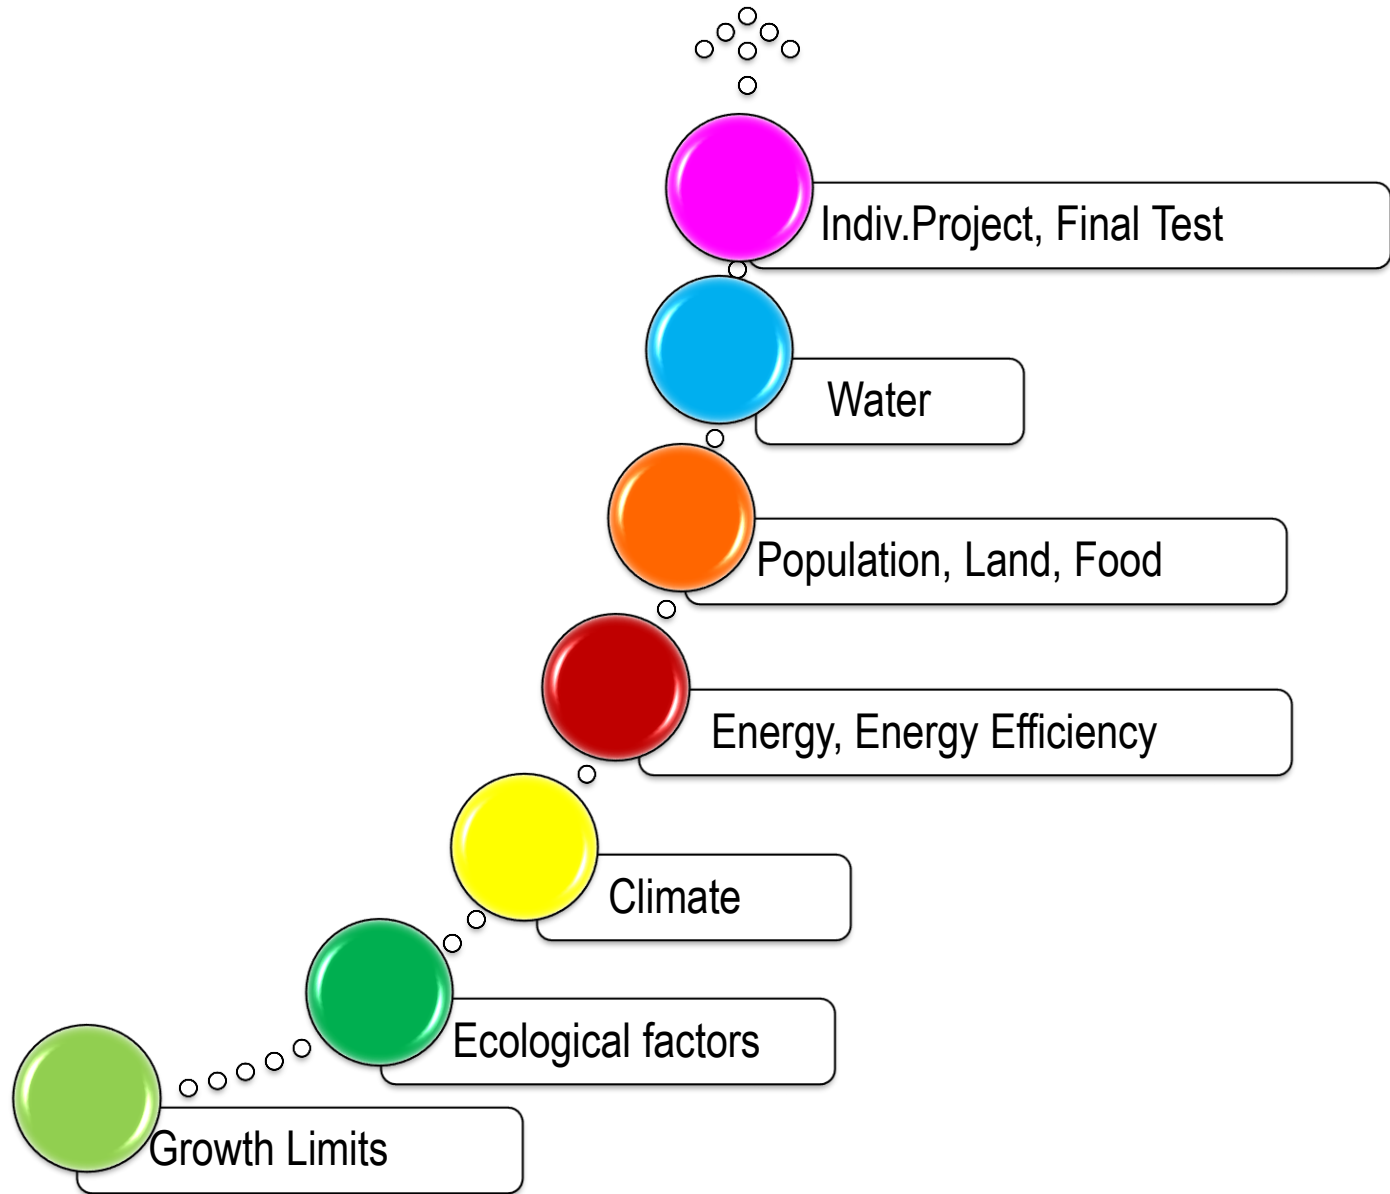 Indiv.Project, Final Test
Water
Population, Land, Food
Energy, Energy Efficiency
Climate
Ecological factors
Growth Limits